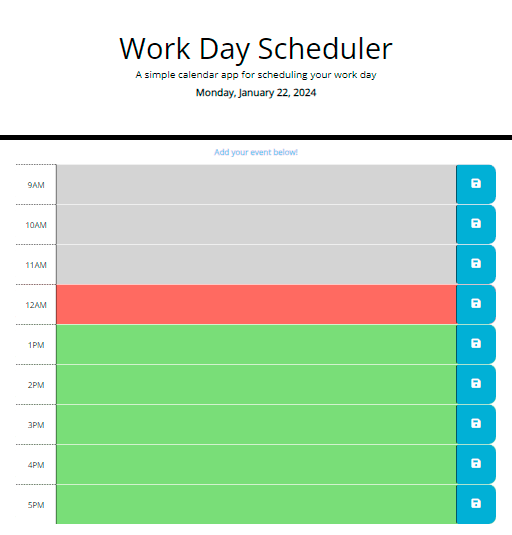 Work Day Scheduler
A simple calendar app for scheduling your work day
Monday, January 22, 2024
Add your event below!
9AM
10AM
11AM
12AM
1PM
2PM
3PM
4PM
5PM